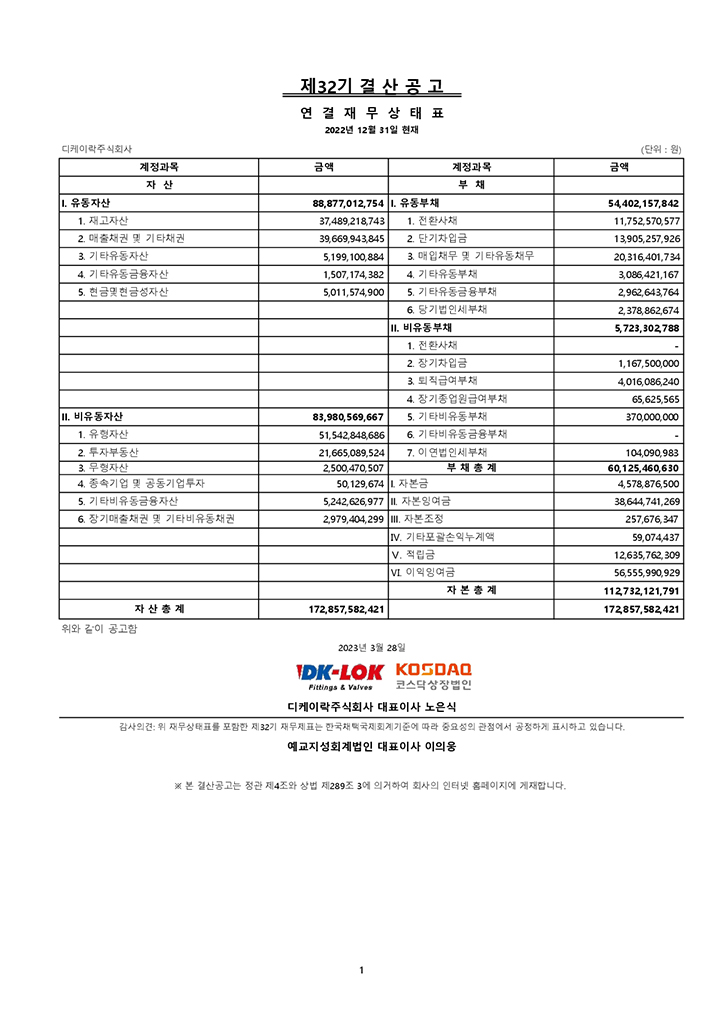 제32기 결 산 공 고
연 결 재 무 상 태 표
2022년 12월 31일 현재
디케이락주식회사 (단위 : 원)
계정과목 금액 계정과목 금액
자 산 부 채
I. 유동자산 88,877,012,754 I. 유동부채 54,402,157,842
1. 재고자산 37,489,218,743 1. 전환사채 11,752,570,577
2. 매출채권 및 기타채권 39,669,943,845 2. 단기차입금 13,905,257,926
3. 기타유동자산 5,199,100,884 3. 매입채무 및 기타유동채무 20,316,401,734
4. 기타유동금융자산 1,507,174,382 4. 기타유동부채 3,086,421,167
5. 현금및현금성자산 5,011,574,900 5. 기타유동금융부채 2,962,643,764
6. 당기법인세부채 2,378,862,674
II. 비유동부채 5,723,302,788
1. 전환사채 -
2. 장기차입금 1,167,500,000
3. 퇴직급여부채 4,016,086,240
4. 장기종업원급여부채 65,625,565
II. 비유동자산 83,980,569,667 5. 기타비유동부채 370,000,000
1. 유형자산 51,542,848,686 6. 기타비유동금융부채 -
2. 투자부동산 21,665,089,524 7. 이연법인세부채 104,090,983
3. 무형자산 2,500,470,507 부 채 총 계 60,125,460,630
4. 종속기업 및 공동기업투자 50,129,674 I. 자본금 4,578,876,500
5. 기타비유동금융자산 5,242,626,977 II. 자본잉여금 38,644,741,269
6. 장기매출채권 및 기타비유동채권 2,979,404,299 III. 자본조정 257,676,347
IV. 기타포괄손익누계액 59,074,437
V. 적립금 12,635,762,309
VI. 이익잉여금 56,555,990,929
자 본 총 계 112,732,121,791
자 산 총 계 172,857,582,421 172,857,582,421
위와 같이 공고함
2023년 3월 28일
DK-LOK KOSDAQ
Fittings & Valves 코스닥상장법인
디케이락주식회사 대표이사 노은식
감사의견: 위 재무상태표를 포함한 제32기 재무제표는 한국채택국제회계기준에 따라 중요성의 관점에서 공정하게 표시하고 있습니다.
예교지성회계법인 대표이사 이의웅
※ 본 결산공고는 정관 제4조와 상법 제289조 3에 의거하여 회사의 인터넷 홈페이지에 게재합니다.
1